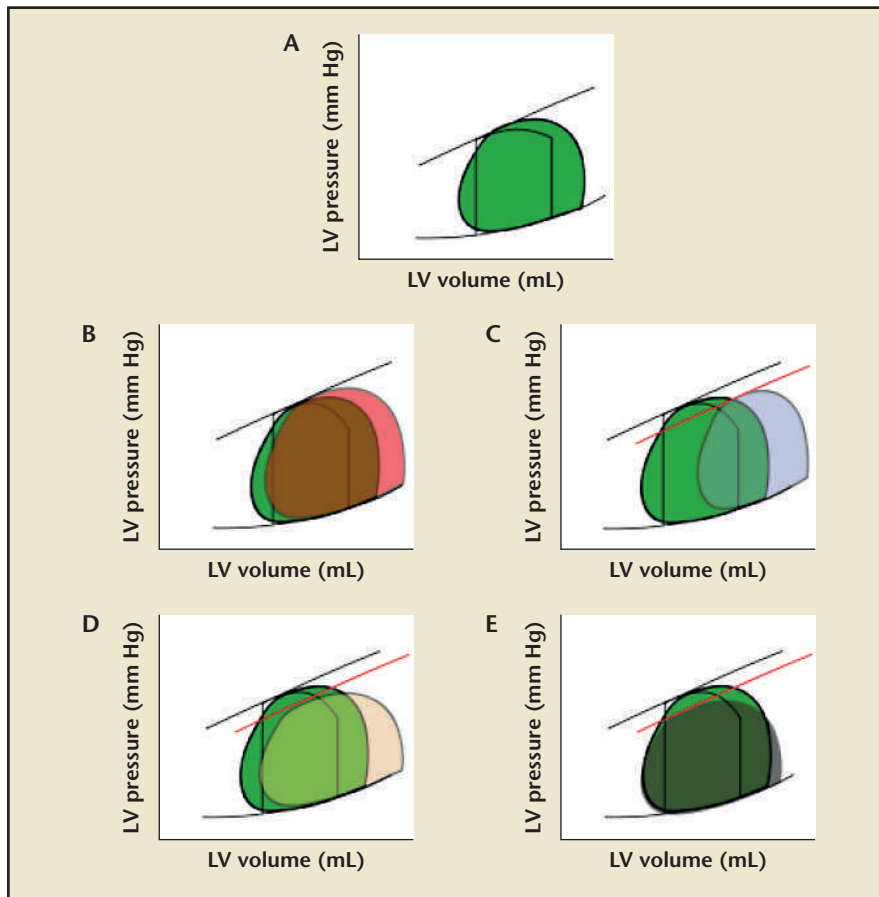 A
LV pressure (mm Hg)
LV volume (mL)
B
LV pressure (mm Hg)
LV volume (mL)
C
LV pressure (mm Hg)
LV volume (mL)
D
LV pressure (mm Hg)
LV volume (mL)
E
LV pressure (mm Hg)
LV volume (mL)